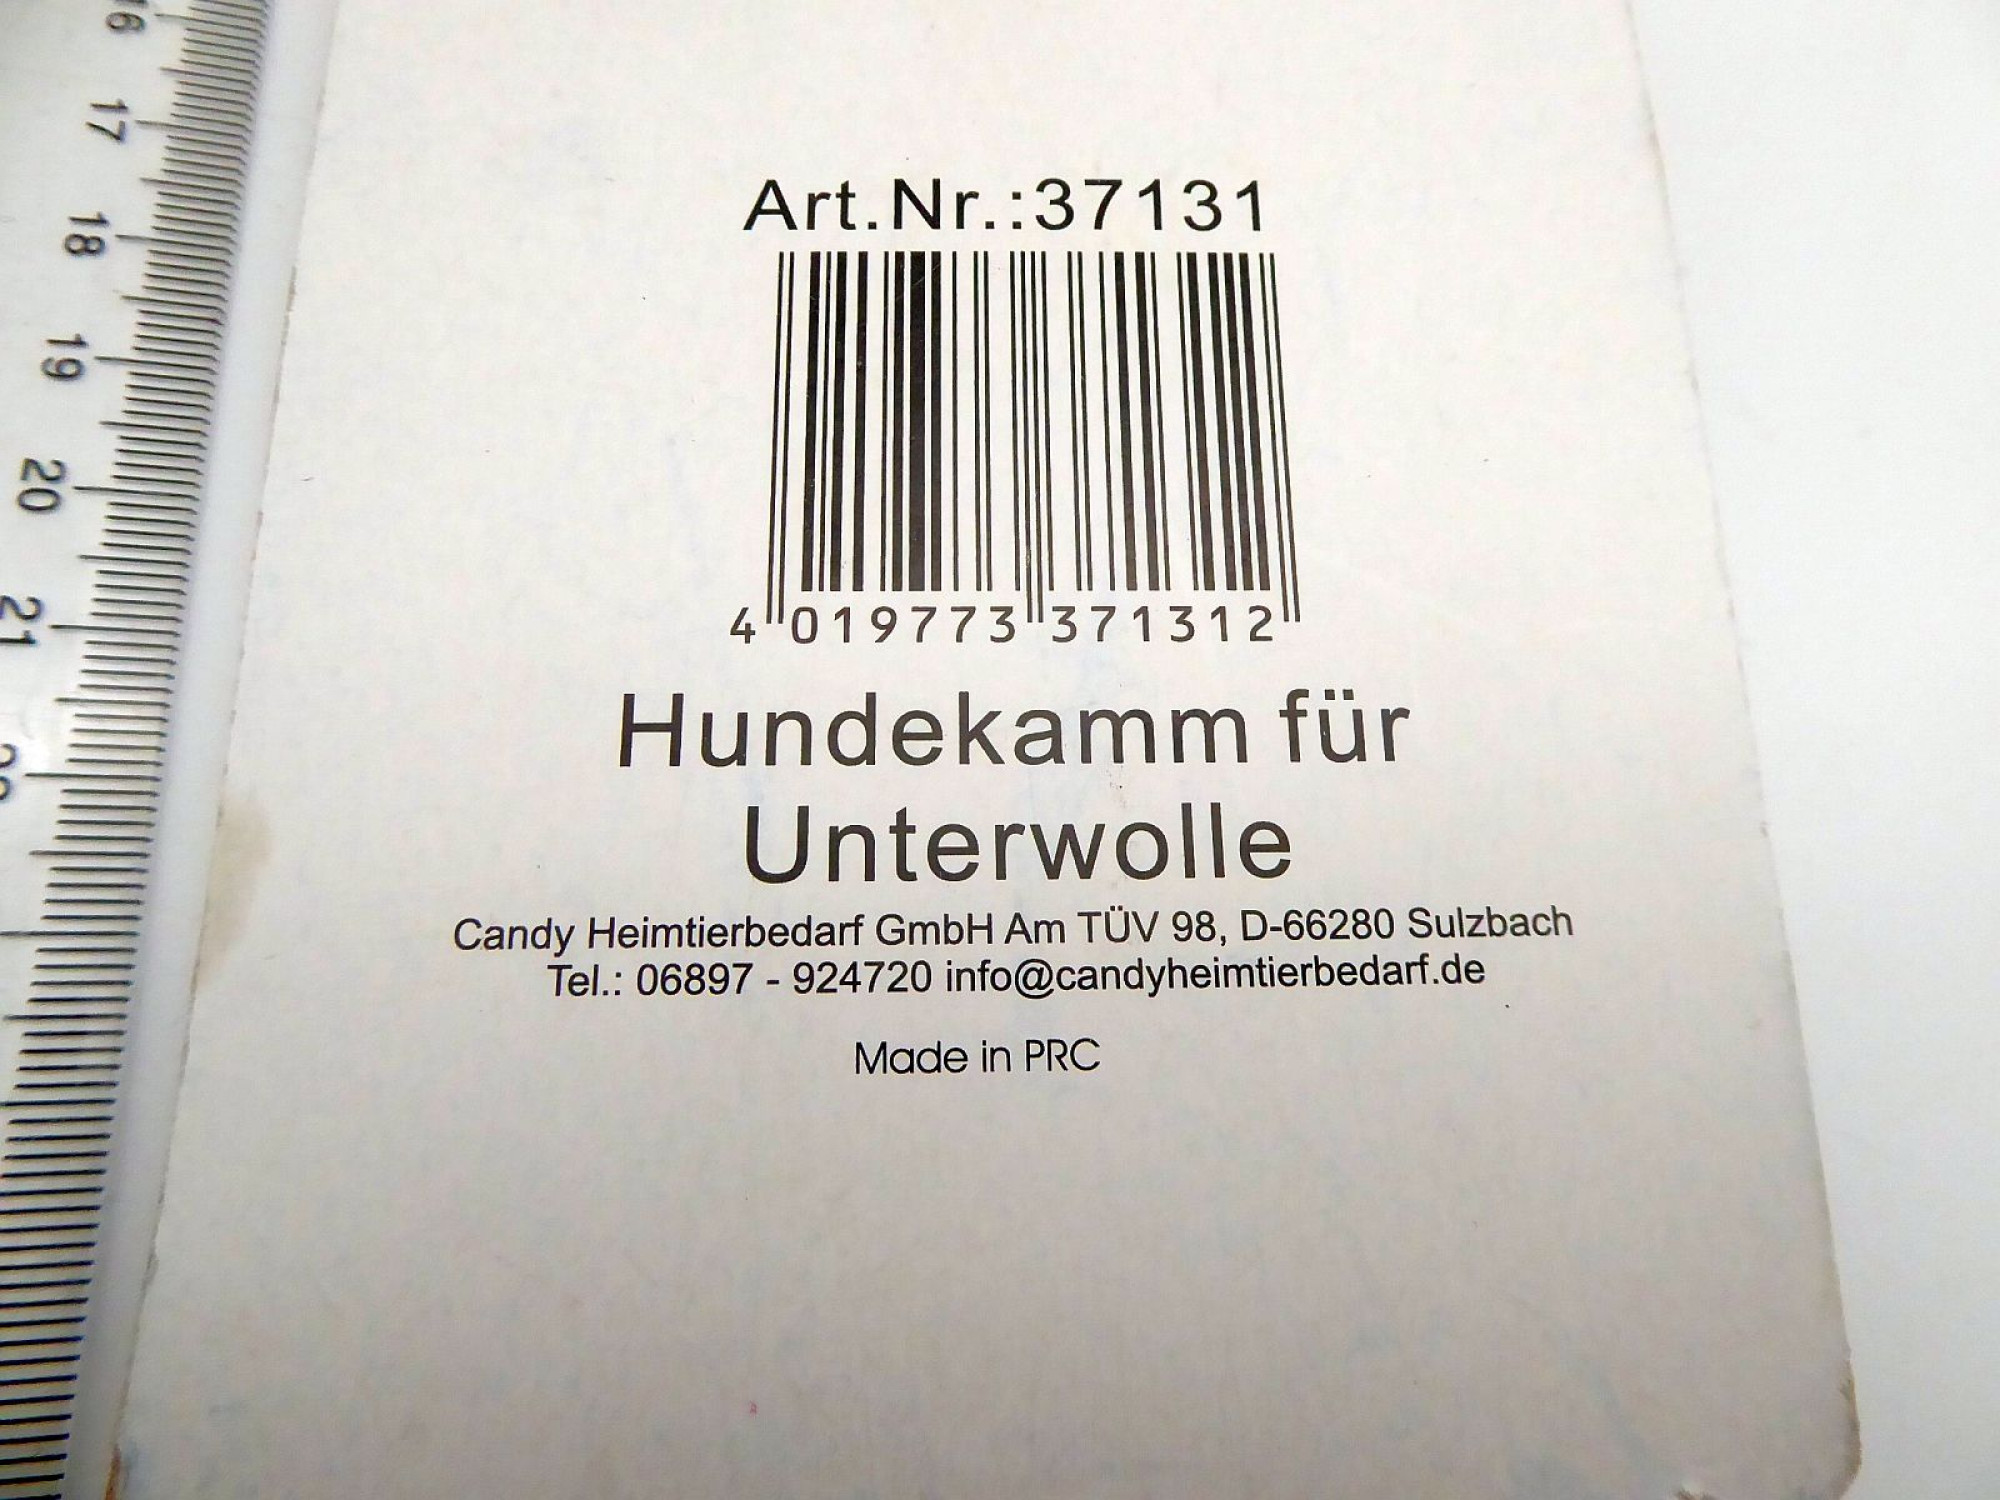 16
17
18
19
20
21
Art.Nr.:37131
4 019773 371312
Hundekamm für
Unterwolle
Candy Heimtierbedarf GmbH Am TÜV 98, D-66280 Sulzbach
Tel.: 06897 - 924720 info@candyheimtierbedarf.de
Made in PRC